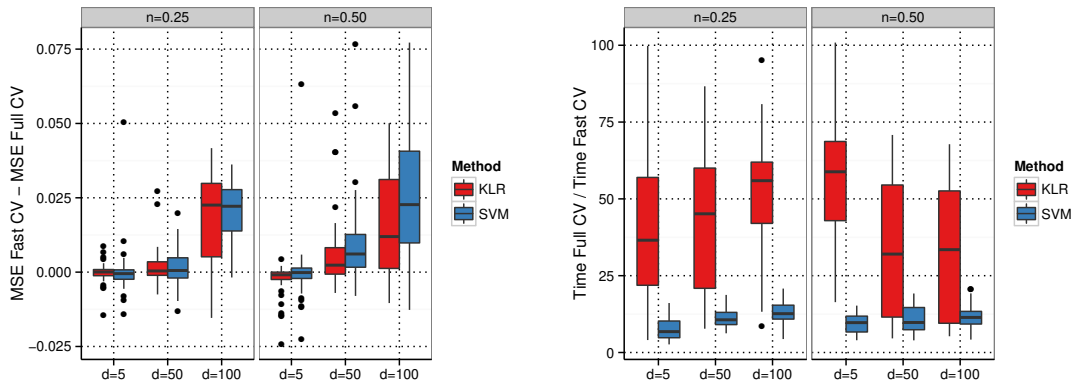 n=0.25
n=0.50
MSE Fast CV − MSE Full CV
0.075
0.050
0.025
0.000
−0.025
d=5
d=50
d=100
d=5
d=50
d=100
Method
KLR
SVM
n=0.25
n=0.50
Time Full CV / Time Fast CV
100
75
50
25
0
d=5
d=50
d=100
d=5
d=50
d=100
Method
KLR
SVM